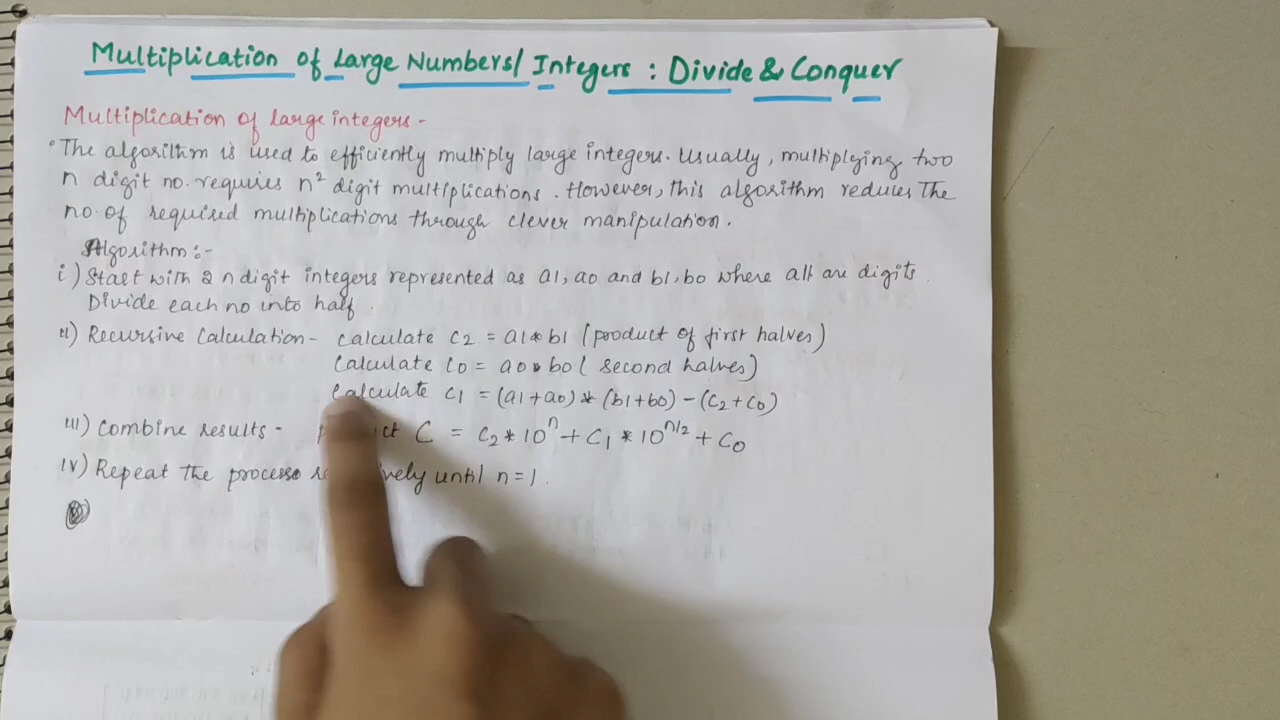 Multiplication of Large Numbers/ Integers : Divide & Conquer
Multiplication of large integers -
• The algorithm is used to efficiently multiply large integers. Usually, multiplying two
n digit no. requires n² digit multiplications. However, this algorithm reduces the
no. of required multiplications through clever manipulation.
Algorithm :-
i) Start with 2 n digit integers represented as a1, a0 and b1, b0 where all are digits.
Divide each no into half.
ii) Recursive Calculation - calculate c2 = a1*b1 (product of first halves)
Calculate c0 = a0*b0 ( second halves)
Calculate c1 = (a1+a0) * (b1+b0) - (c2+c0)
iii) Combine results - C = c2*10^n + C1 * 10^n/2 + C0
iv) Repeat the process until n=1.